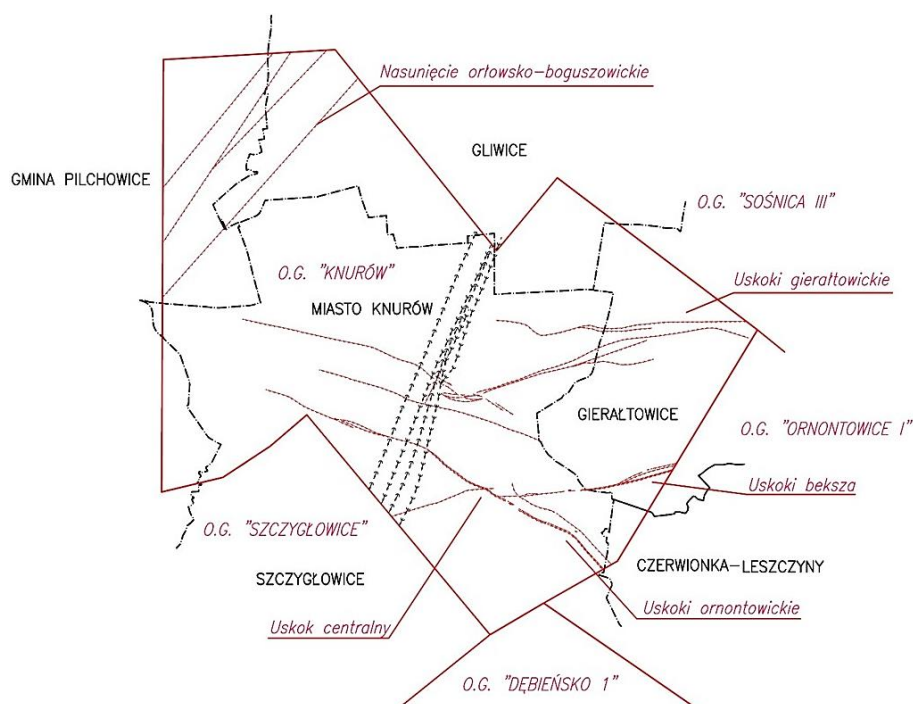 Nasunięcie orłowsko-boguszowickie
GLIWICE
GMINA PILCHOWICE
O.G. "SOŚNICA III"
O.G. "KNURÓW"
Uskoki gierałtowickie
MIASTO KNURÓW
GIERAŁTOWICE
O.G. "ORNONTOWICE I"
Uskoki beksza
O.G. "SZCZYGŁOWICE"
CZERWIONKA-LESZCZYNY
SZCZYGŁOWICE
Uskoki ornontowickie
Uskok centralny
O.G. "DĘBIEŃSKO 1"